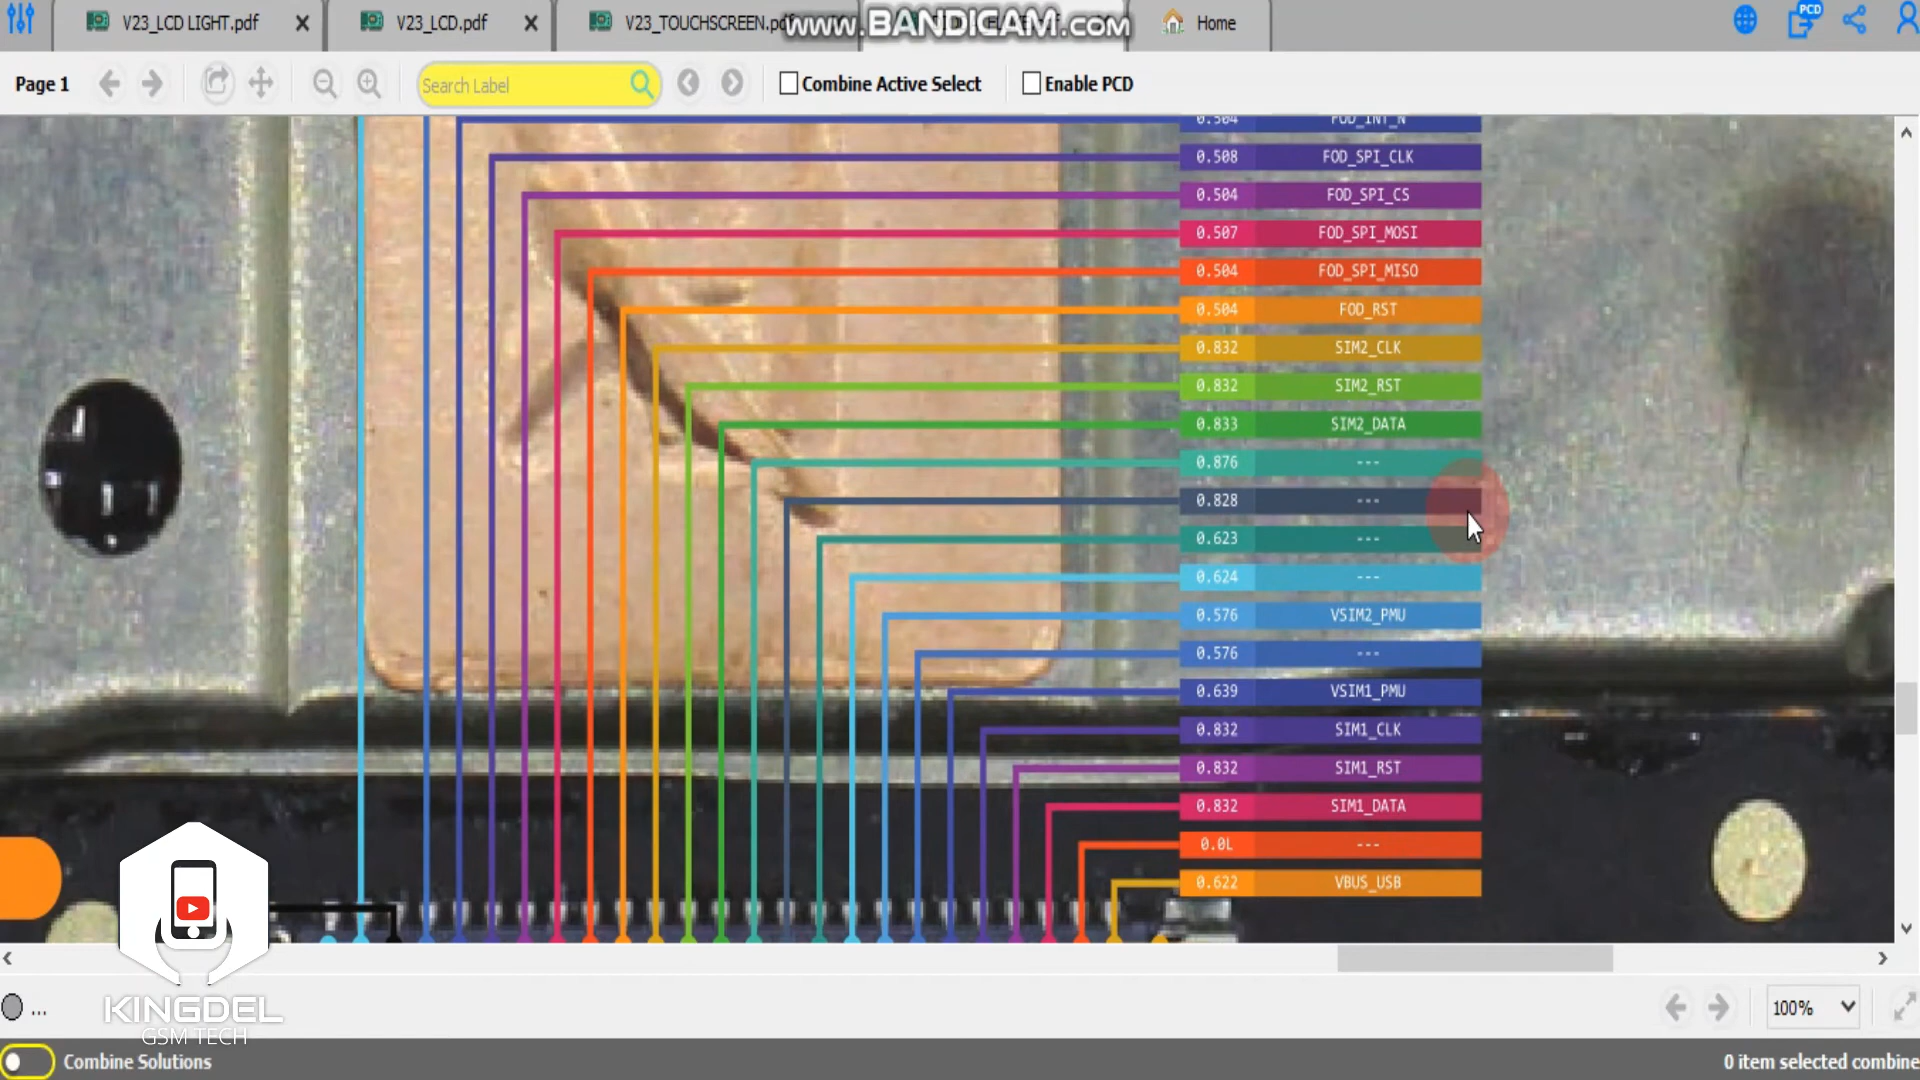 V23_LCD LIGHT.pdf
V23_LCD.pdf
V23_TOUCHSCREEN.pdf
www.BANDICAM.com
Home
PCD
Page 1
Search Label
Combine Active Select
Enable PCD
0.504 FOD_INT_N
0.508 FOD_SPI_CLK
0.504 FOD_SPI_CS
0.507 FOD_SPI_MOSI
0.504 FOD_SPI_MISO
0.504 FOD_RST
0.832 SIM2_CLK
0.832 SIM2_RST
0.833 SIM2_DATA
0.876 ---
0.828 ---
0.623 ---
0.624 ---
0.576 VSIM2_PMU
0.576 ---
0.639 VSIM1_PMU
0.832 SIM1_CLK
0.832 SIM1_RST
0.832 SIM1_DATA
0.0L ---
0.622 VBUS_USB
KINGDEL
GSM TECH
...
100%
Combine Solutions
0 item selected combine